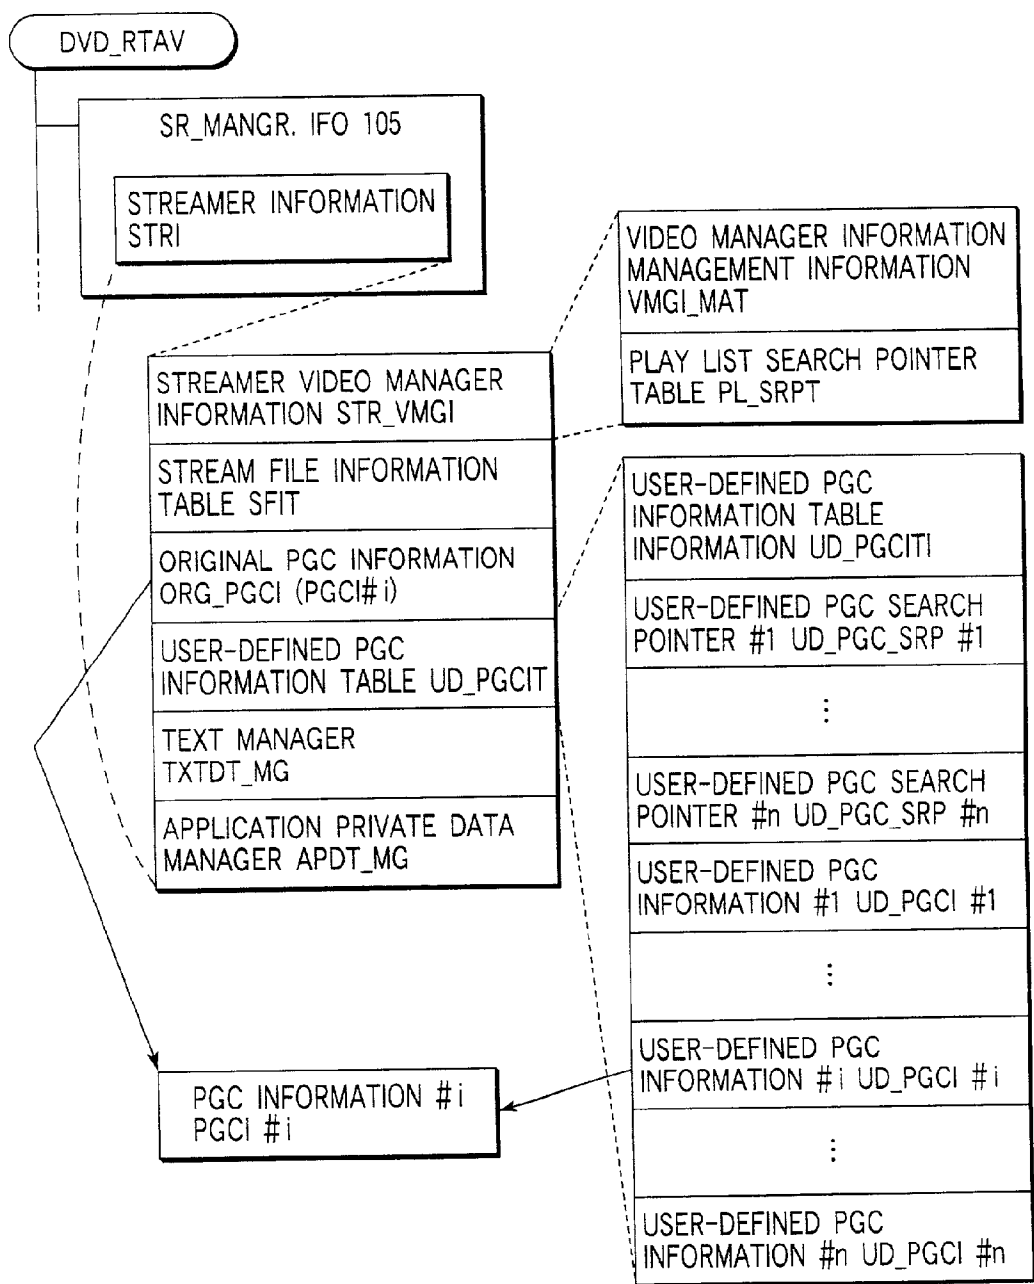 DVD_RTAV
SR_MANGR. IFO 105
STREAMER INFORMATION
STRI
VIDEO MANAGER INFORMATION
MANAGEMENT INFORMATION
VMGI_MAT
PLAY LIST SEARCH POINTER
TABLE PL_SRPT
STREAMER VIDEO MANAGER
INFORMATION STR_VMGI
STREAM FILE INFORMATION
TABLE SFIT
ORIGINAL PGC INFORMATION
ORG_PGCI (PGCI#i)
USER-DEFINED PGC
INFORMATION TABLE UD_PGCIT
TEXT MANAGER
TXTDT_MG
APPLICATION PRIVATE DATA
MANAGER APDT_MG
USER-DEFINED PGC
INFORMATION TABLE
INFORMATION UD_PGCITI
USER-DEFINED PGC SEARCH
POINTER #1 UD_PGC_SRP #1
⋮
USER-DEFINED PGC SEARCH
POINTER #n UD_PGC_SRP #n
USER-DEFINED PGC
INFORMATION #1 UD_PGCI #1
⋮
USER-DEFINED PGC
INFORMATION #i UD_PGCI #i
⋮
USER-DEFINED PGC
INFORMATION #n UD_PGCI #n
PGC INFORMATION #i
PGCI #i